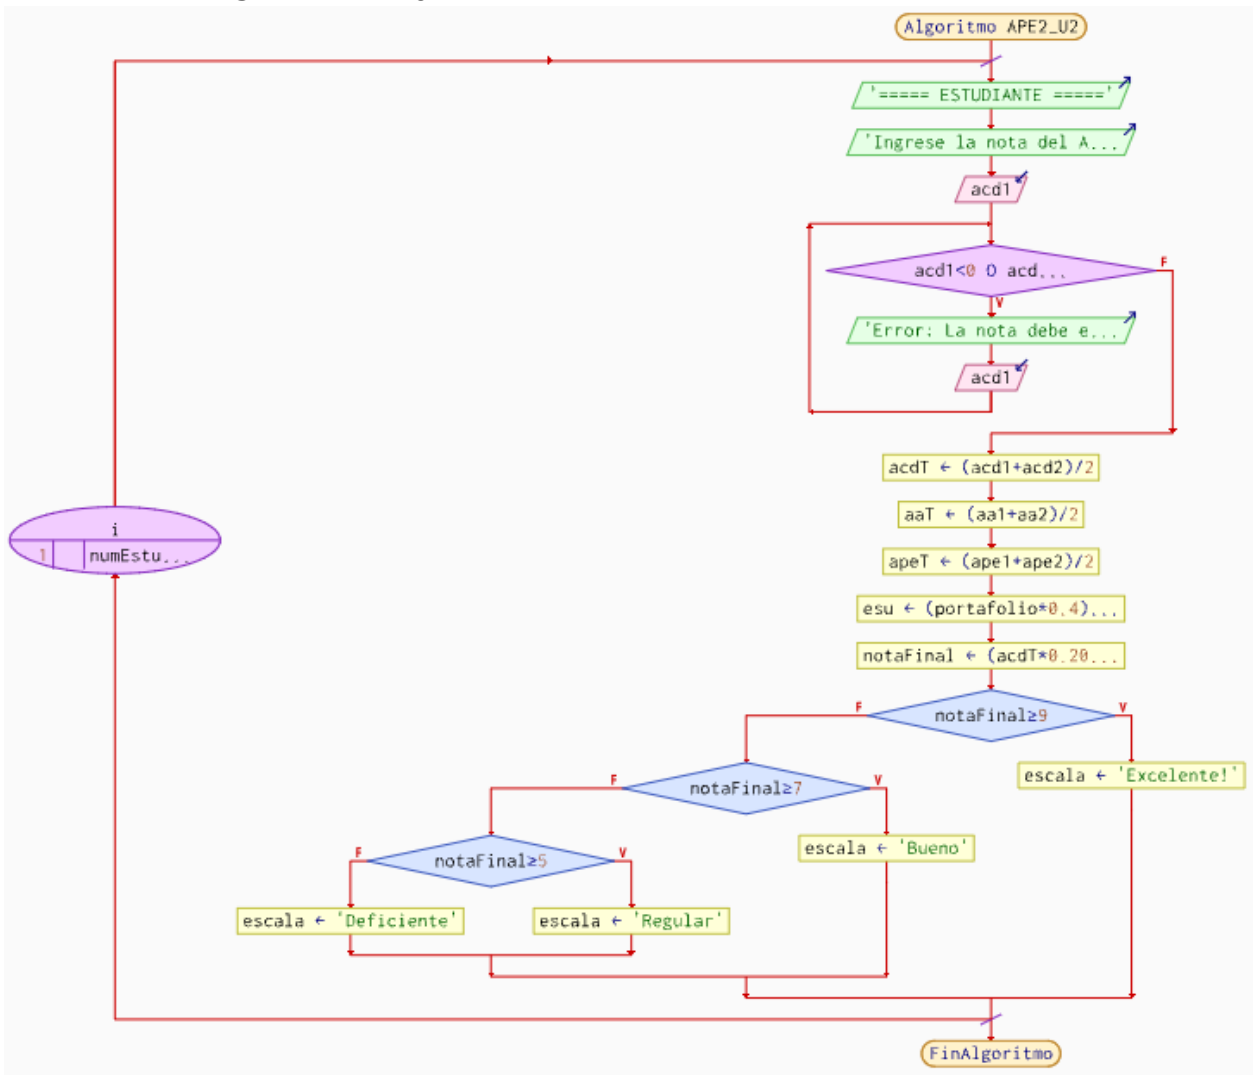 Algoritmo APE2_U2
'===== ESTUDIANTE ====='
'Ingrese la nota del A...
acd1
acd1<0 O acd...
F
V
'Error: La nota debe e...
acd1
acdT ← (acd1+acd2)/2
aaT ← (aa1+aa2)/2
i
1 numEstu...
apeT ← (ape1+ape2)/2
esu ← (portafolio*0.4)...
notaFinal ← (acdT*0.20...
F
notaFinal≥9
V
escala ← 'Excelente!'
F
notaFinal≥7
V
escala ← 'Bueno'
F
notaFinal≥5
V
escala ← 'Deficiente'
escala ← 'Regular'
FinAlgoritmo